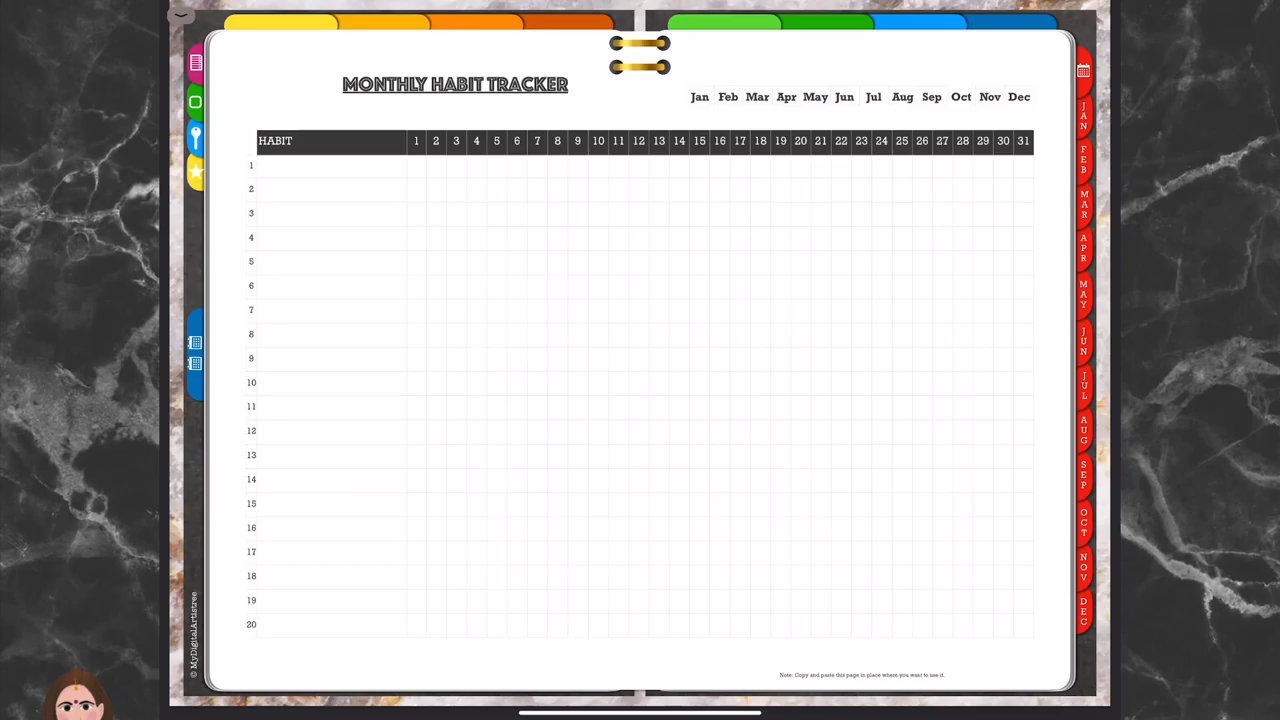 MONTHLY HABIT TRACKER
Jan Feb Mar Apr May Jun Jul Aug Sep Oct Nov Dec
HABIT 1 2 3 4 5 6 7 8 9 10 11 12 13 14 15 16 17 18 19 20 21 22 23 24 25 26 27 28 29 30 31
1
2
3
4
5
6
7
8
9
10
11
12
13
14
15
16
17
18
19
20
Note: Copy and paste this page in place where you want to use it.
© MyDigitalArtistree
JAN
FEB
MAR
APR
MAY
JUN
JUL
AUG
SEP
OCT
NOV
DEC